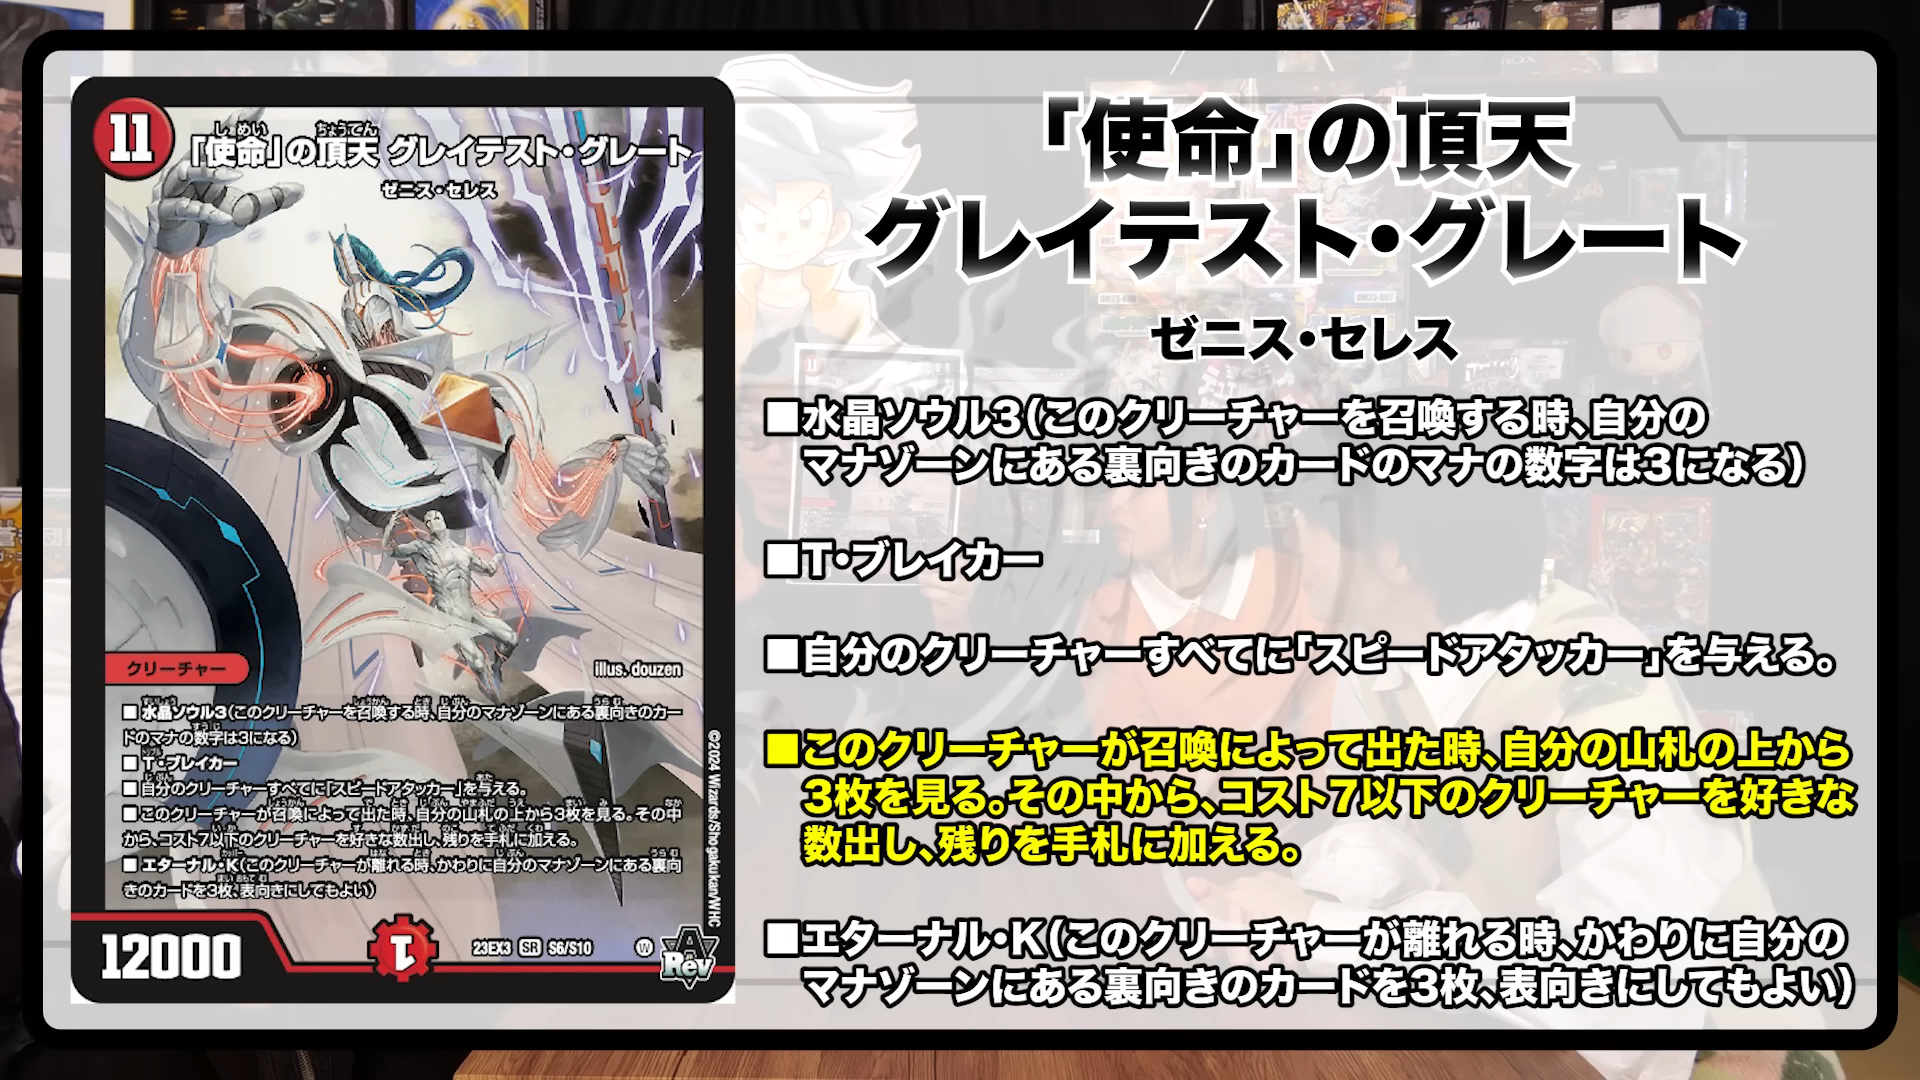 11
しめい ちょうてん
「使命」の頂天 グレイテスト・グレート
ゼニス・セレス
クリーチャー
illus. douzen
■水晶ソウル3(このクリーチャーを召喚する時、自分のマナゾーンにある裏向きのカー
ドのマナの数字は3になる)
■T・ブレイカー
■自分のクリーチャーすべてに「スピードアタッカー」を与える。
■このクリーチャーが召喚によって出た時、自分の山札の上から3枚を見る。その中
から、コスト7以下のクリーチャーを好きな数出し、残りを手札に加える。
■エターナル・K(このクリーチャーが離れる時、かわりに自分のマナゾーンにある裏向
きのカードを3枚、表向きにしてもよい)
©2024 Wizards/Shogakukan/WHC
12000
1
23EX3 SR S6/S10
W
A
Rev
「使命」の頂天
グレイテスト・グレート
ゼニス・セレス
■水晶ソウル3(このクリーチャーを召喚する時、自分の
マナゾーンにある裏向きのカードのマナの数字は3になる)
■T・ブレイカー
■自分のクリーチャーすべてに「スピードアタッカー」を与える。
■このクリーチャーが召喚によって出た時、自分の山札の上から
3枚を見る。その中から、コスト7以下のクリーチャーを好きな
数出し、残りを手札に加える。
■エターナル・K(このクリーチャーが離れる時、かわりに自分の
マナゾーンにある裏向きのカードを3枚、表向きにしてもよい)